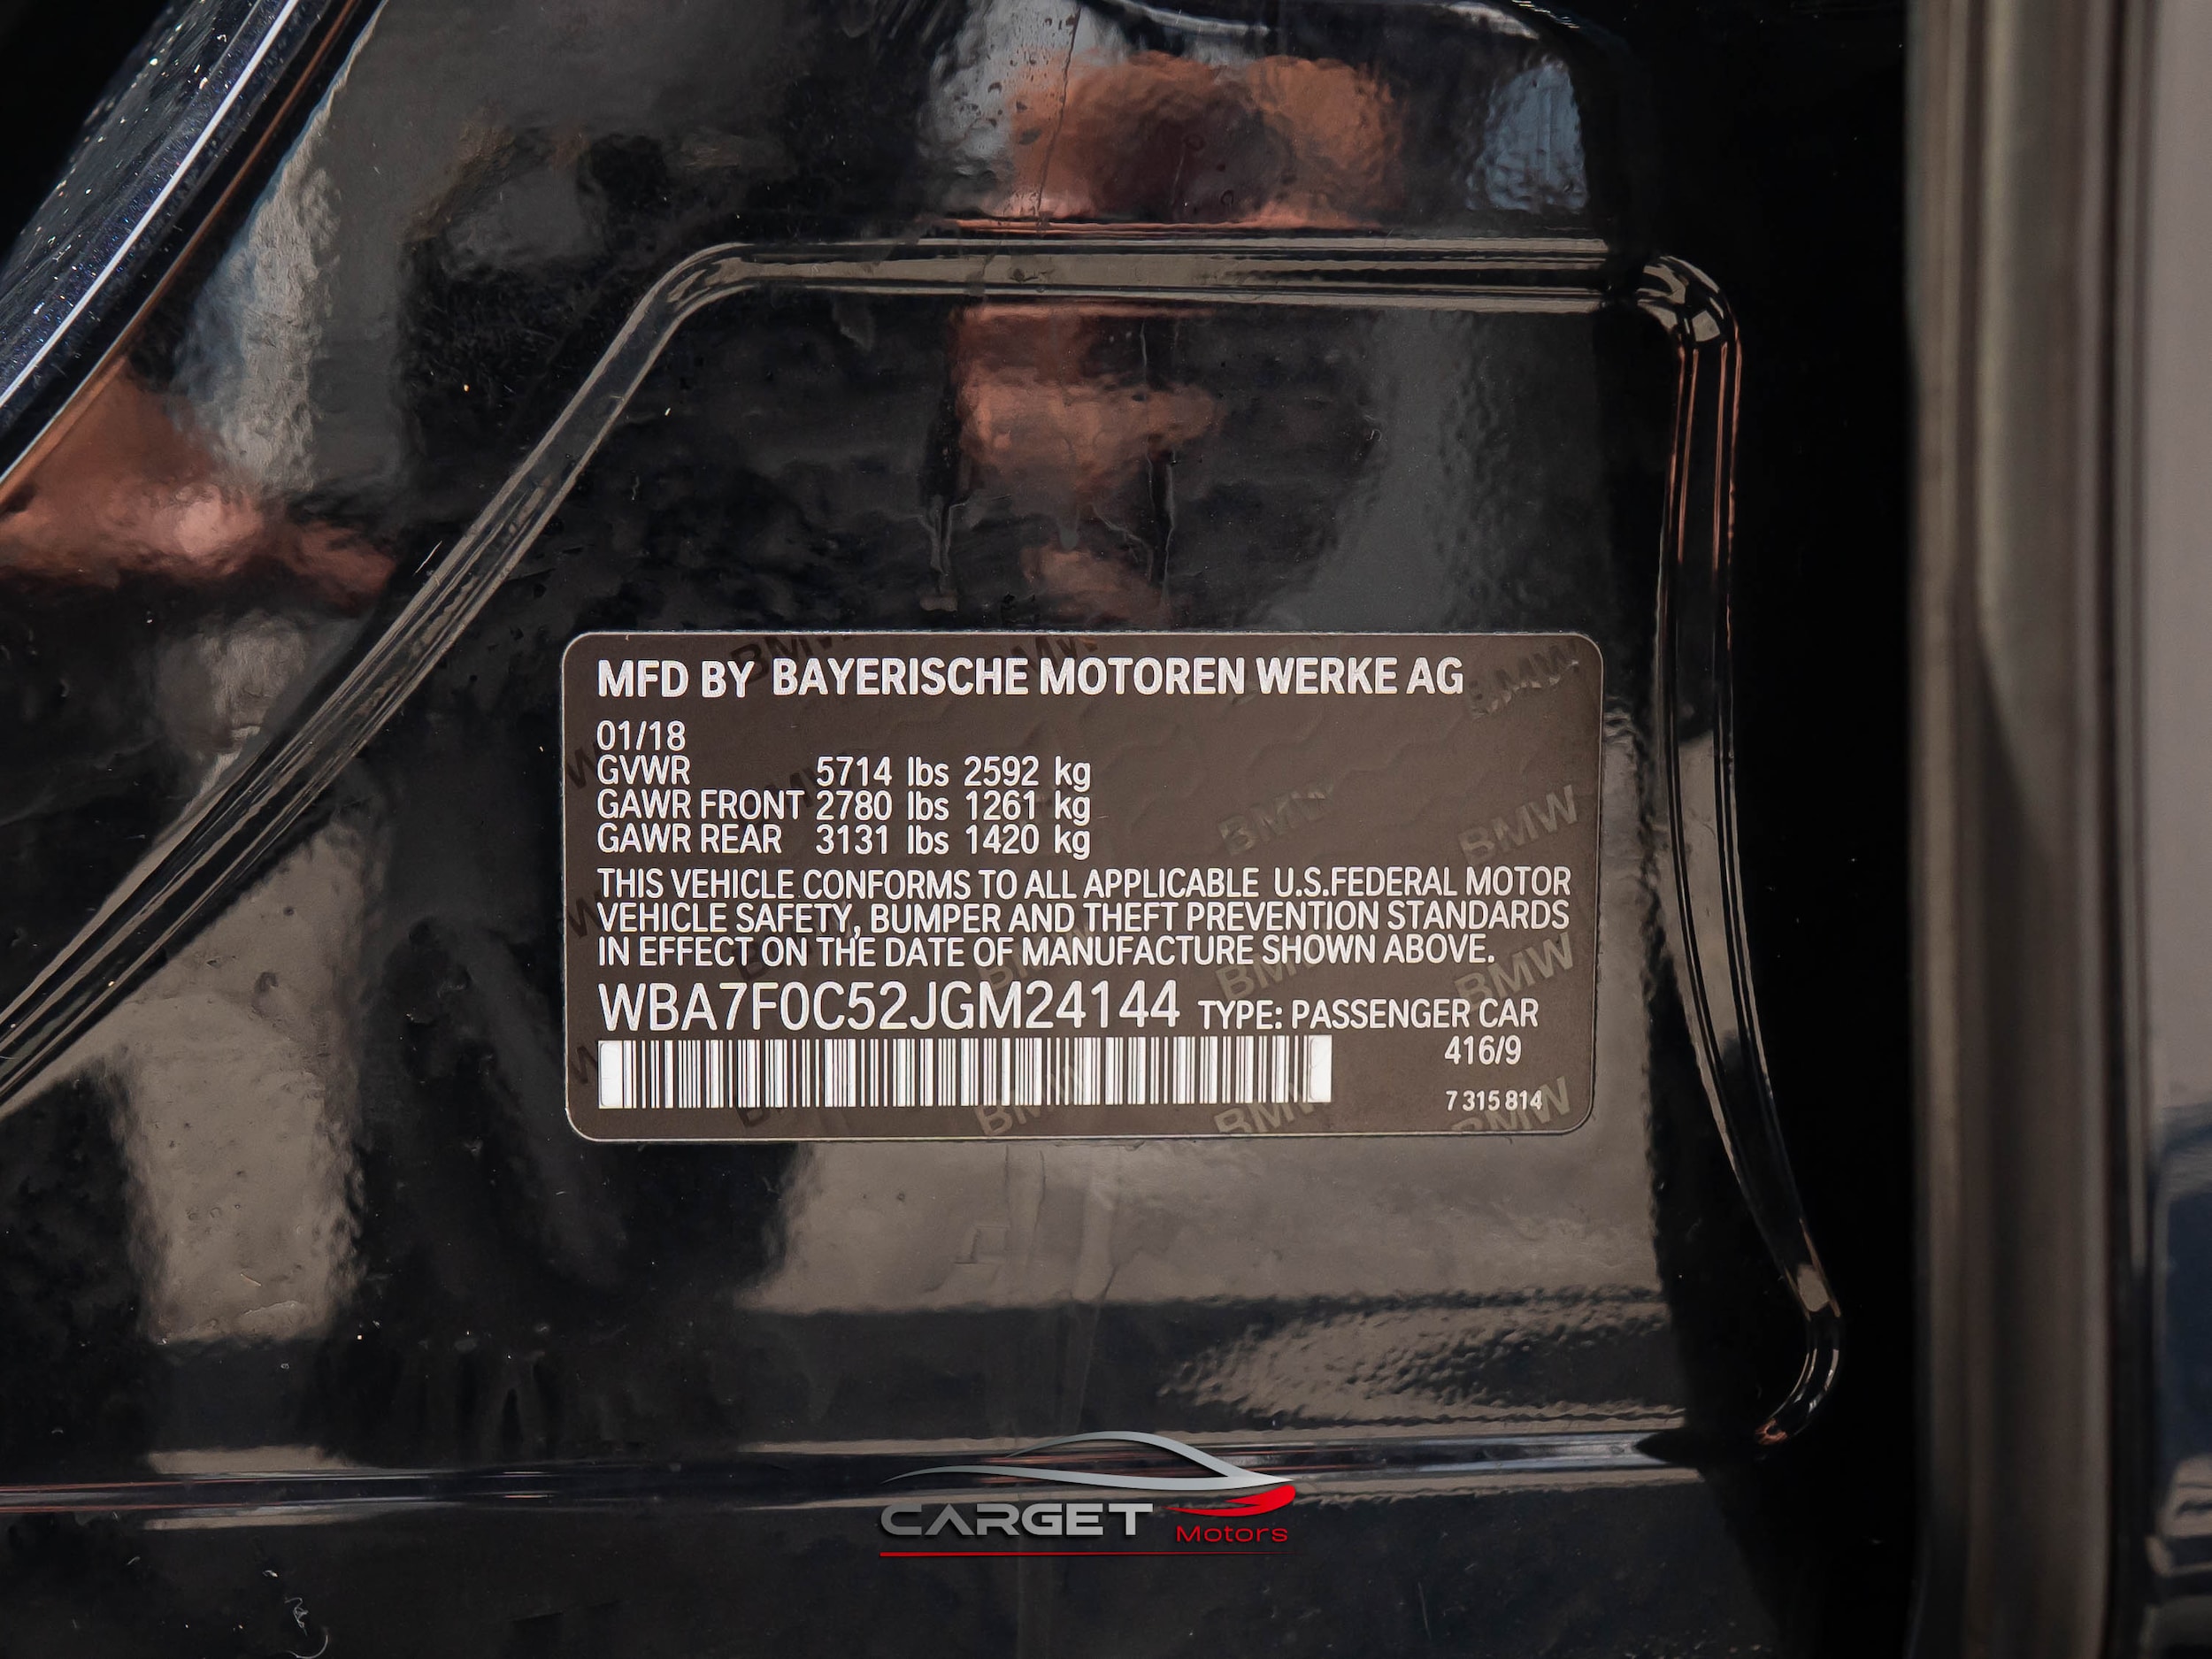 MFD BY BAYERISCHE MOTOREN WERKE AG
01/18
GVWR 5714 lbs 2592 kg
GAWR FRONT 2780 lbs 1261 kg
GAWR REAR 3131 lbs 1420 kg
THIS VEHICLE CONFORMS TO ALL APPLICABLE U.S.FEDERAL MOTOR
VEHICLE SAFETY, BUMPER AND THEFT PREVENTION STANDARDS
IN EFFECT ON THE DATE OF MANUFACTURE SHOWN ABOVE.
WBA7F0C52JGM24144 TYPE: PASSENGER CAR
416/9
7 315 814
CARGET Motors